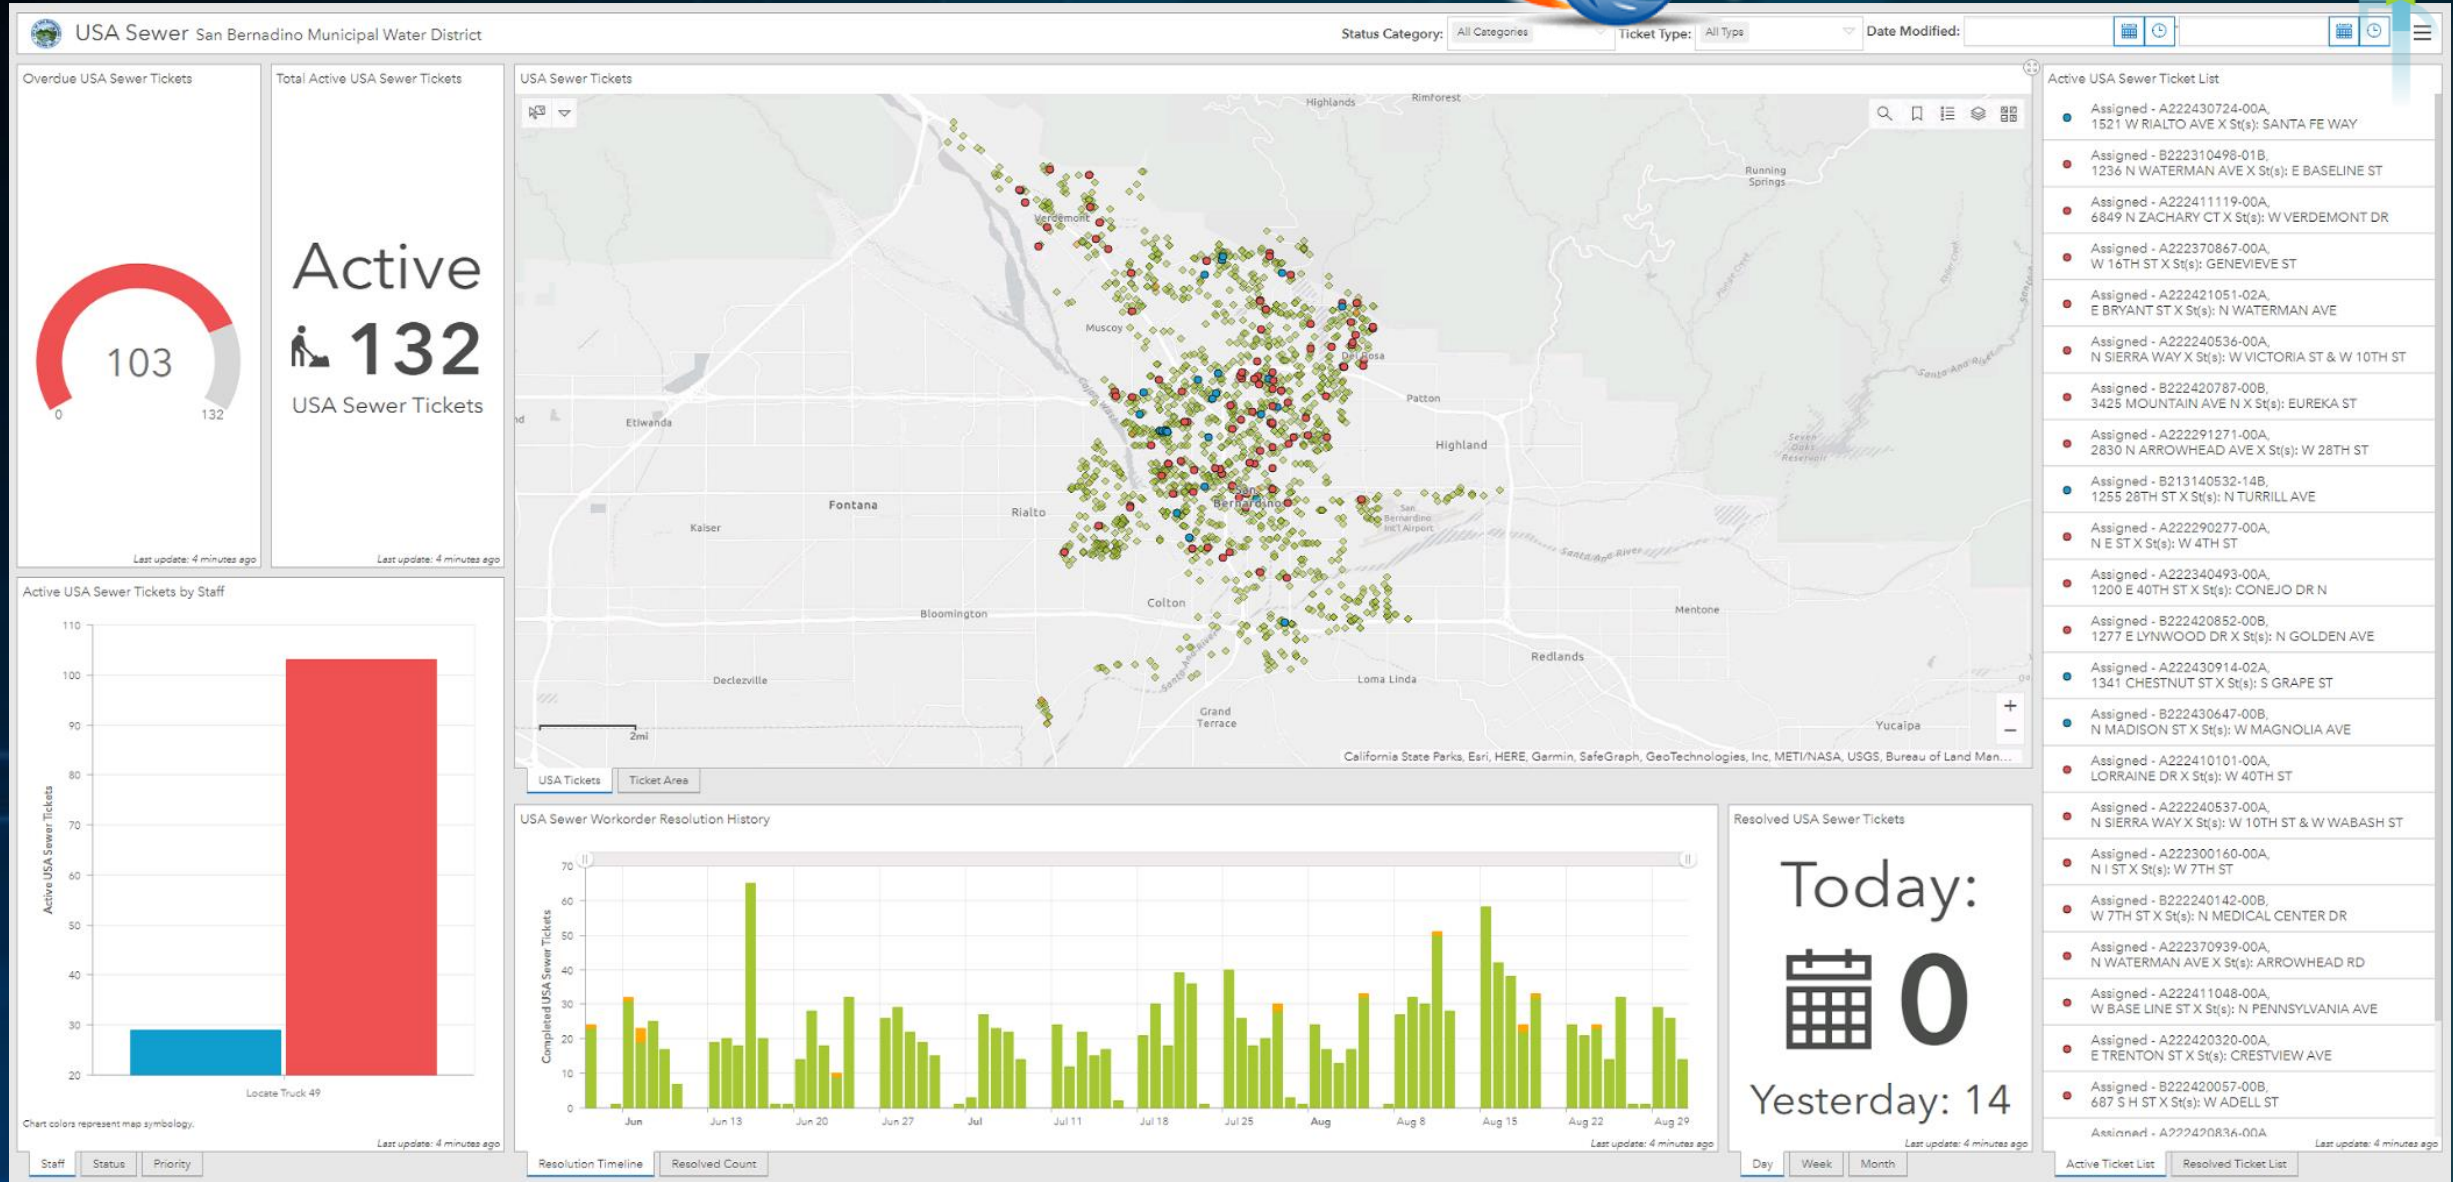 USA Sewer San Bernadino Municipal Water District
Status Category: All Categories
Ticket Type: All Typs
Date Modified:
Overdue USA Sewer Tickets
103
0
132
Last update: 4 minutes ago
Total Active USA Sewer Tickets
Active
132
USA Sewer Tickets
Last update: 4 minutes ago
USA Sewer Tickets
Highlands
Rimforest
Running
Springs
Verdemont
Muscoy
Del Rosa
Patton
Etiwanda
Highland
Seven
Oaks
Reservoir
Cajon Wash
Santa Ana River
Fontana
Rialto
San
Bernardino
San
Bernardino
Int'l Airport
Kaiser
Santa Ana River
Colton
Bloomington
Mentone
Redlands
Santa Ana River
Declezville
Loma Linda
Grand
Terrace
Yucaipa
2mi
+
−
California State Parks, Esri, HERE, Garmin, SafeGraph, GeoTechnologies, Inc, METI/NASA, USGS, Bureau of Land Man...
USA Tickets
Ticket Area
Active USA Sewer Tickets by Staff
Active USA Sewer Tickets
110
100
90
80
70
60
50
40
30
20
Locate Truck 49
Chart colors represent map symbology.
Last update: 4 minutes ago
Staff
Status
Priority
USA Sewer Workorder Resolution History
Completed USA Sewer Tickets
70
60
50
40
30
20
10
0
Jun
Jun 13
Jun 20
Jun 27
Jul
Jul 11
Jul 18
Jul 25
Aug
Aug 8
Aug 15
Aug 22
Aug 29
Last update: 4 minutes ago
Resolution Timeline
Resolved Count
Resolved USA Sewer Tickets
Today:
0
Yesterday: 14
Last update: 4 minutes ago
Day
Week
Month
Active USA Sewer Ticket List
Assigned - A222430724-00A,
1521 W RIALTO AVE X St(s): SANTA FE WAY
Assigned - B222310498-01B,
1236 N WATERMAN AVE X St(s): E BASELINE ST
Assigned - A222411119-00A,
6849 N ZACHARY CT X St(s): W VERDEMONT DR
Assigned - A222370867-00A,
W 16TH ST X St(s): GENEVIEVE ST
Assigned - A222421051-02A,
E BRYANT ST X St(s): N WATERMAN AVE
Assigned - A222240536-00A,
N SIERRA WAY X St(s): W VICTORIA ST & W 10TH ST
Assigned - B222420787-00B,
3425 MOUNTAIN AVE N X St(s): EUREKA ST
Assigned - A222291271-00A,
2830 N ARROWHEAD AVE X St(s): W 28TH ST
Assigned - B213140532-14B,
1255 28TH ST X St(s): N TURRILL AVE
Assigned - A222290277-00A,
N E ST X St(s): W 4TH ST
Assigned - A222340493-00A,
1200 E 40TH ST X St(s): CONEJO DR N
Assigned - B222420852-00B,
1277 E LYNWOOD DR X St(s): N GOLDEN AVE
Assigned - A222430914-02A,
1341 CHESTNUT ST X St(s): S GRAPE ST
Assigned - B222430647-00B,
N MADISON ST X St(s): W MAGNOLIA AVE
Assigned - A222410101-00A,
LORRAINE DR X St(s): W 40TH ST
Assigned - A222240537-00A,
N SIERRA WAY X St(s): W 10TH ST & W WABASH ST
Assigned - A222300160-00A,
N I ST X St(s): W 7TH ST
Assigned - B222240142-00B,
W 7TH ST X St(s): N MEDICAL CENTER DR
Assigned - A222370939-00A,
N WATERMAN AVE X St(s): ARROWHEAD RD
Assigned - A222411048-00A,
W BASE LINE ST X St(s): N PENNSYLVANIA AVE
Assigned - A222420320-00A,
E TRENTON ST X St(s): CRESTVIEW AVE
Assigned - B222420057-00B,
687 S H ST X St(s): W ADELL ST
Assigned - A222420836-00A
Last update: 4 minutes ago
Active Ticket List
Resolved Ticket List